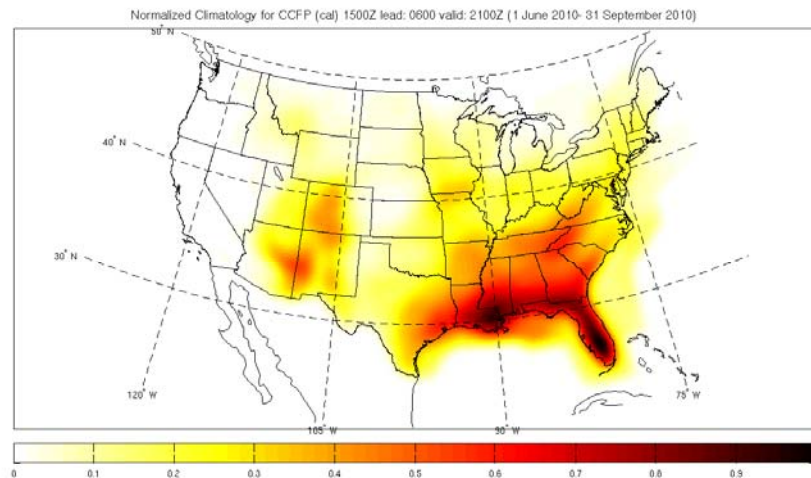 Normalized Climatology for CCFP (cal) 1500Z lead: 0600 valid: 2100Z (1 June 2010- 31 September 2010)
50° N
40° N
30° N
120° W
105° W
90° W
75° W
0 0.1 0.2 0.3 0.4 0.5 0.6 0.7 0.8 0.9